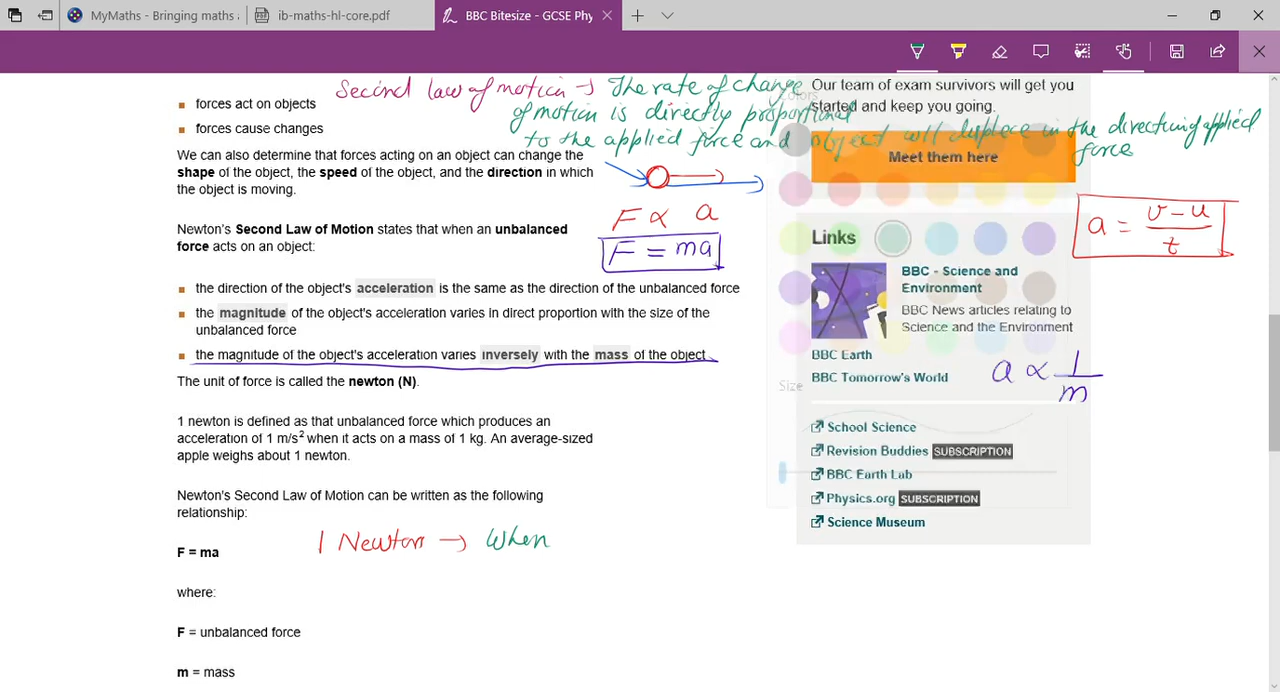 MyMaths - Bringing maths a
ib-maths-hl-core.pdf
BBC Bitesize - GCSE Phy
Second law of motion → The rate of change
of motion is directly proportional
to the applied force and object will displace in the directining applied
force
forces act on objects
forces cause changes
We can also determine that forces acting on an object can change the
shape of the object, the speed of the object, and the direction in which
the object is moving.
F ∝ a
F = ma
Newton's Second Law of Motion states that when an unbalanced
force acts on an object:
the direction of the object's acceleration is the same as the direction of the unbalanced force
the magnitude of the object's acceleration varies in direct proportion with the size of the
unbalanced force
the magnitude of the object's acceleration varies inversely with the mass of the object
The unit of force is called the newton (N).
1 newton is defined as that unbalanced force which produces an
acceleration of 1 m/s² when it acts on a mass of 1 kg. An average-sized
apple weighs about 1 newton.
Newton's Second Law of Motion can be written as the following
relationship:
1 Newton → When
F = ma
where:
F = unbalanced force
m = mass
Colors
Our team of exam survivors will get you
started and keep you going.
Meet them here
a = v - u / t
Links
BBC - Science and
Environment
BBC News articles relating to
Science and the Environment
BBC Earth
BBC Tomorrow's World
a ∝ 1 / m
Size
School Science
Revision Buddies SUBSCRIPTION
BBC Earth Lab
Physics.org SUBSCRIPTION
Science Museum